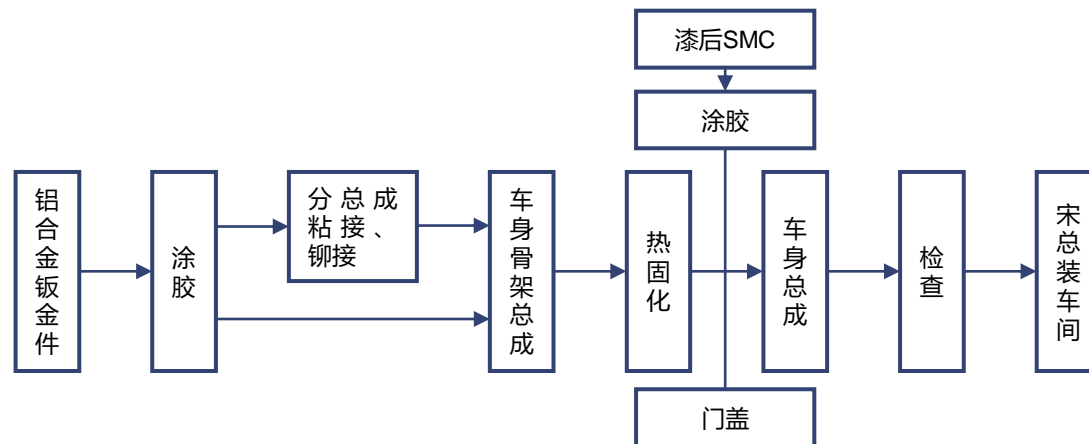 漆后SMC
涂胶
铝合金钣金件
涂胶
分总成
粘接、
铆接
车身骨架总成
热固化
车身总成
检查
宋总装车间
门盖